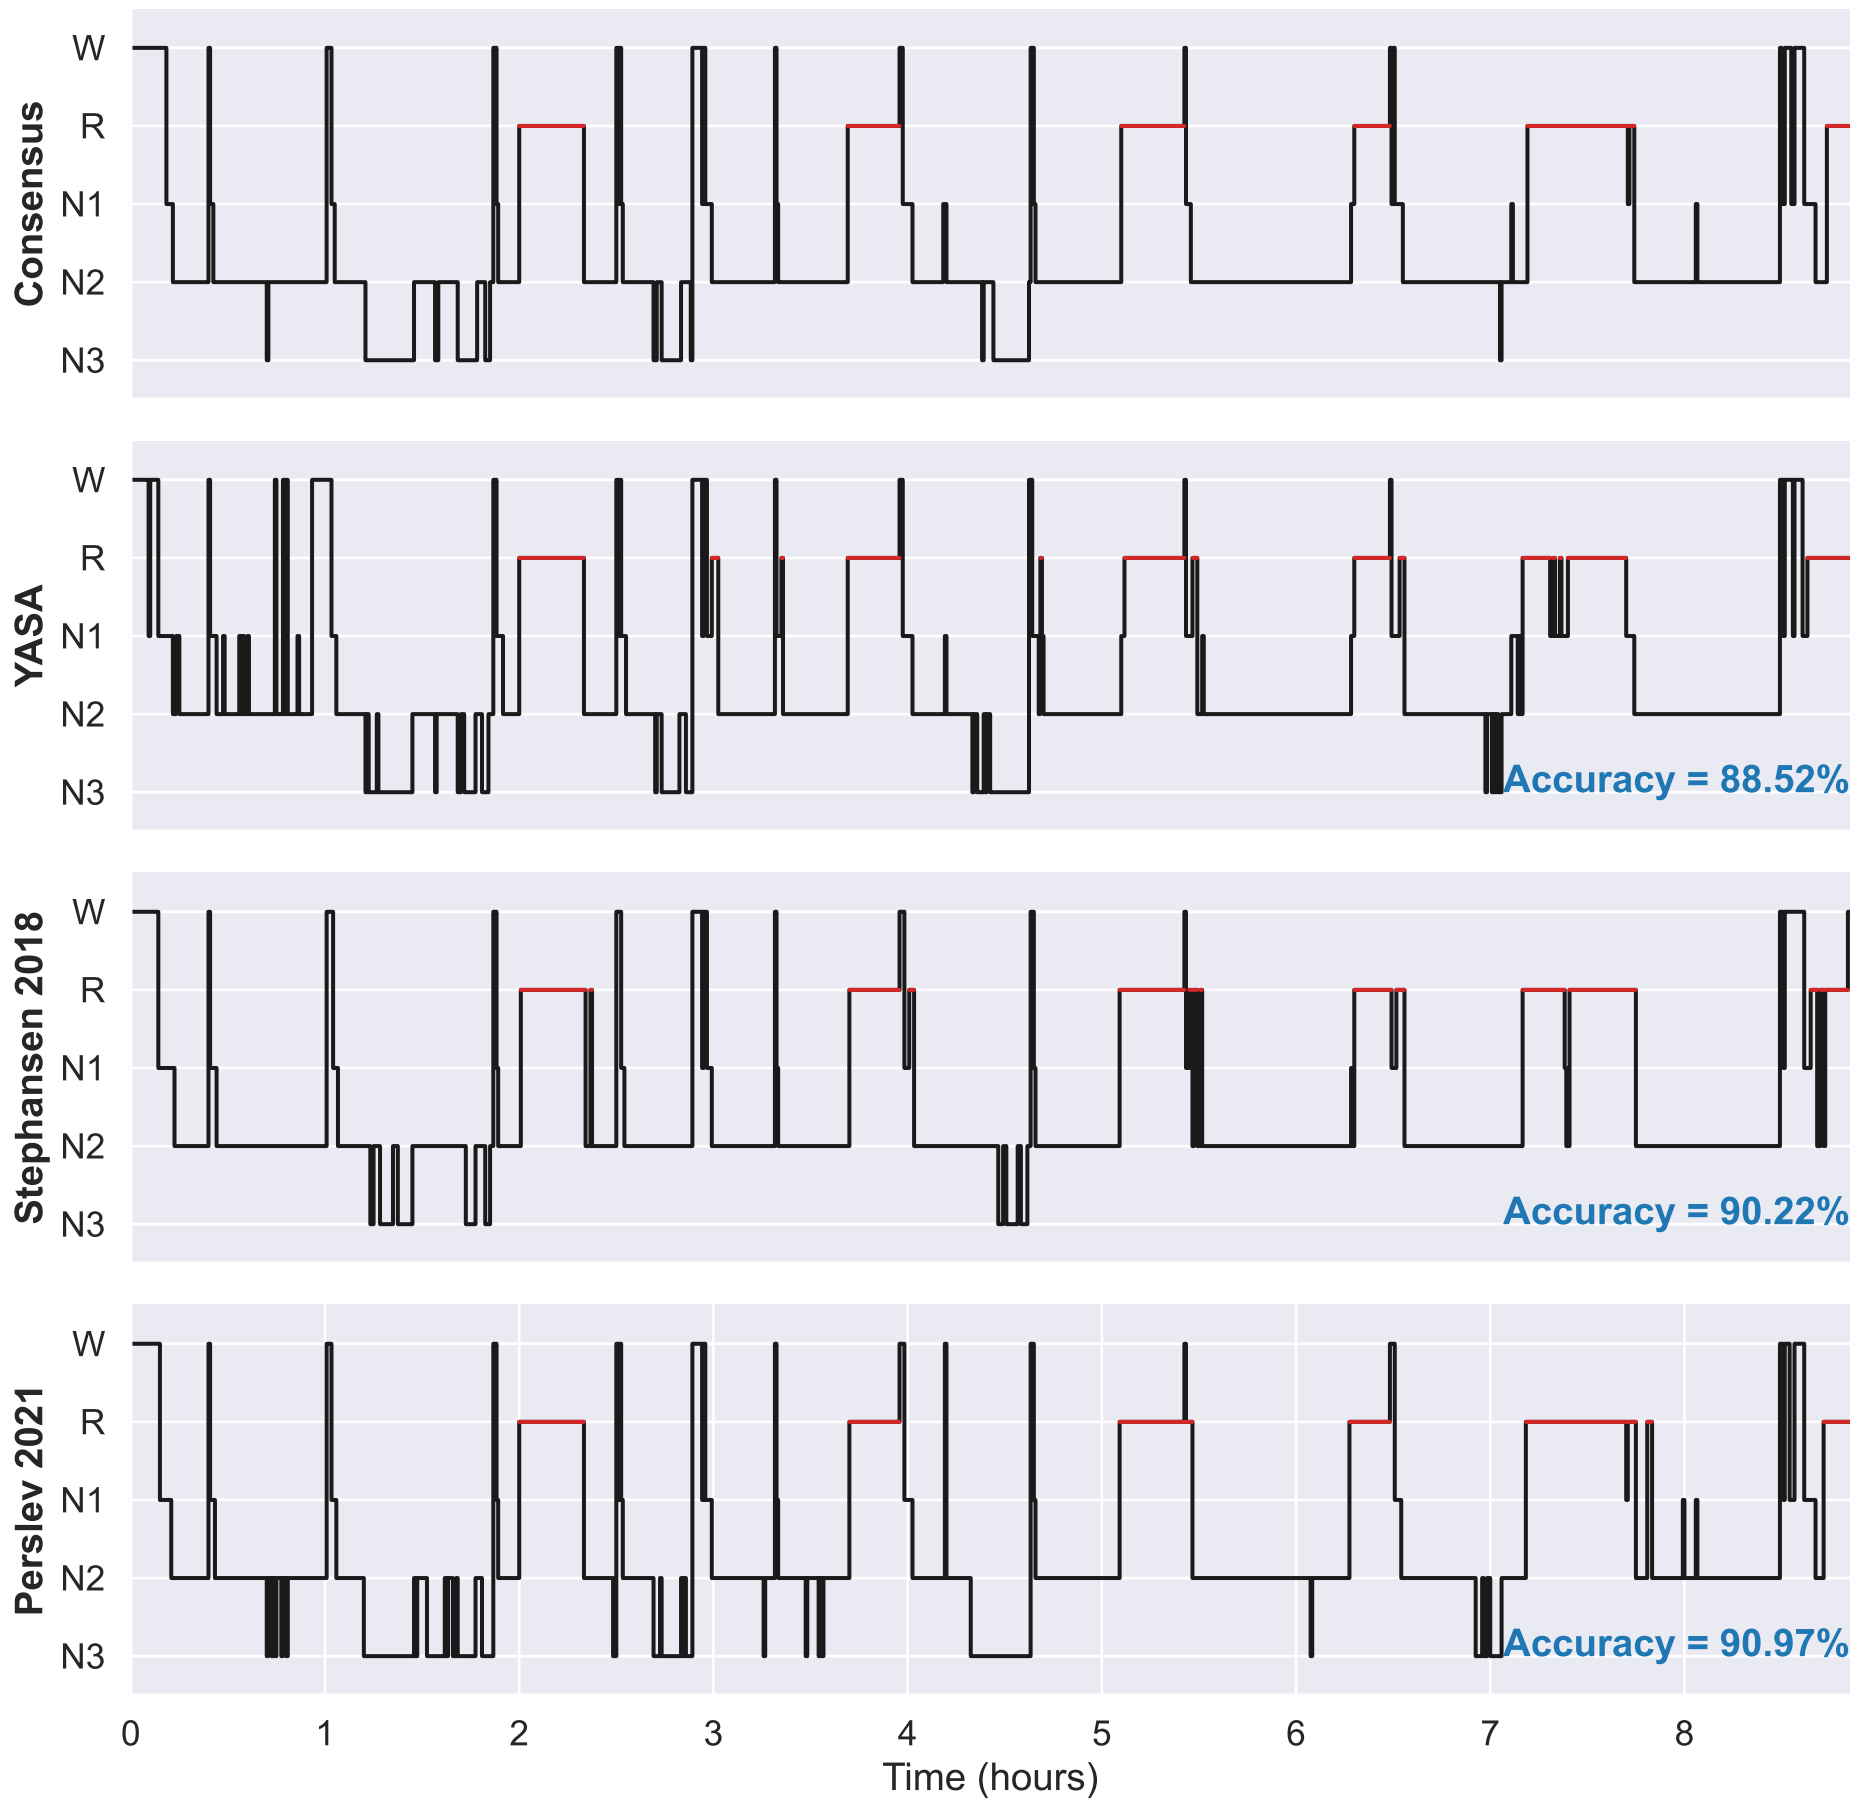 Consensus
W
R
N1
N2
N3
YASA
W
R
N1
N2
N3
Accuracy = 88.52%
Stephansen 2018
W
R
N1
N2
N3
Accuracy = 90.22%
Perslev 2021
W
R
N1
N2
N3
Accuracy = 90.97%
0 1 2 3 4 5 6 7 8
Time (hours)